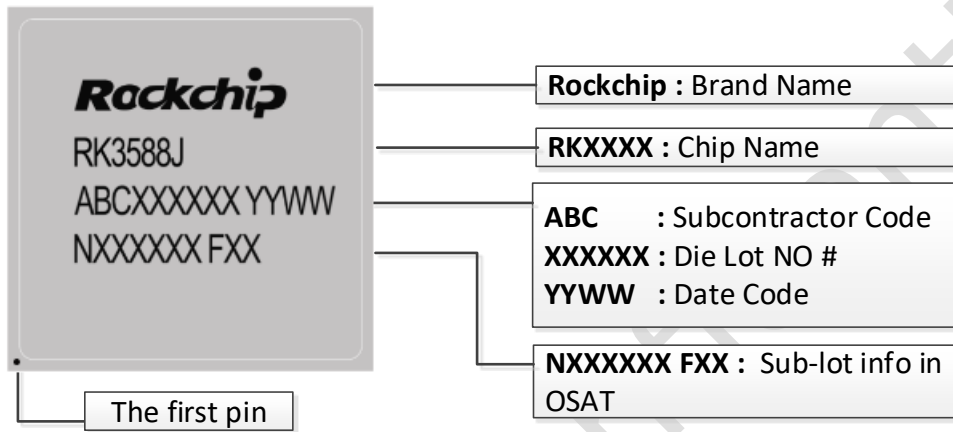 Rockchip
RK3588J
ABCXXXXXX YYWW
NXXXXXX FXX
The first pin
Rockchip : Brand Name
RKXXXX : Chip Name
ABC : Subcontractor Code
XXXXXX : Die Lot NO #
YYWW : Date Code
NXXXXXX FXX : Sub-lot info in
OSAT